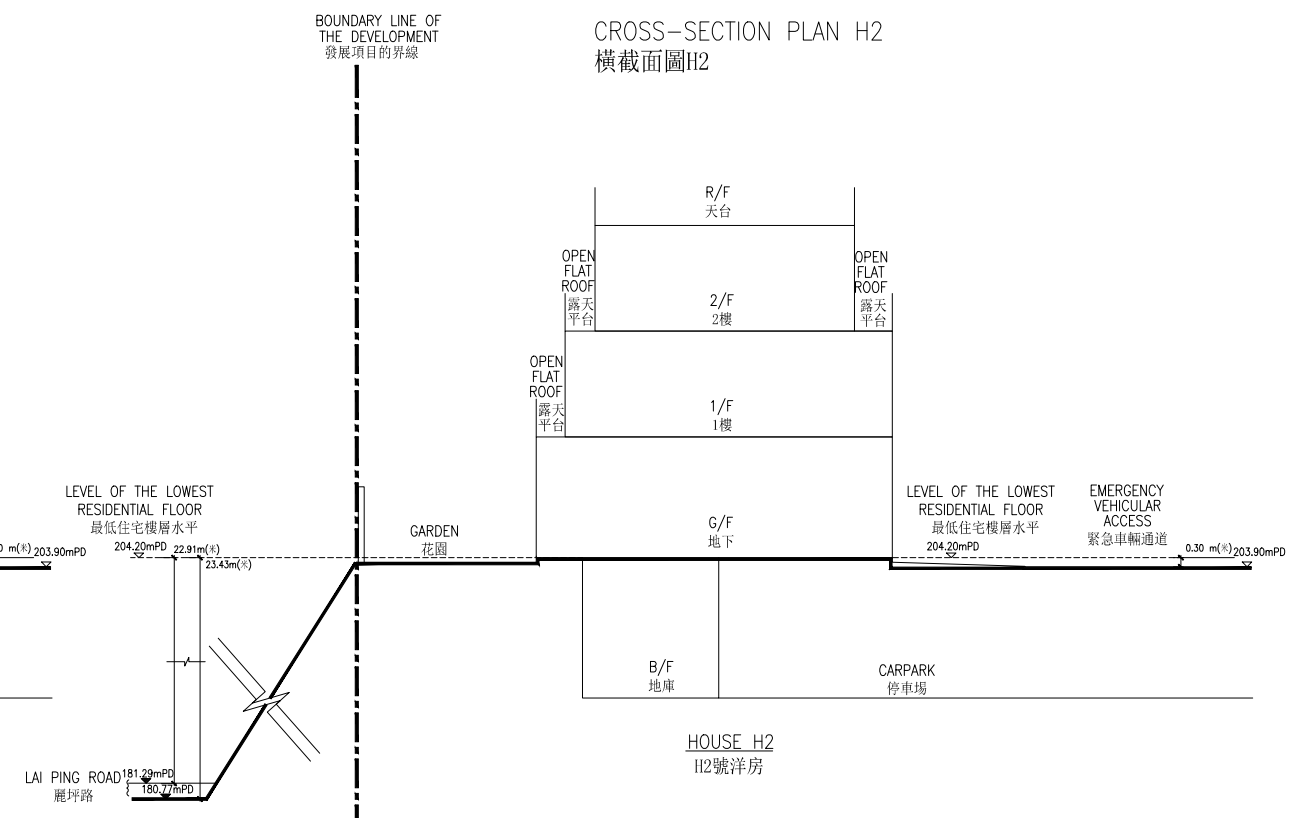 BOUNDARY LINE OF
THE DEVELOPMENT
發展項目的界線
CROSS-SECTION PLAN H2
橫截面圖H2
R/F
天台
OPEN
FLAT
ROOF
露天
平台
2/F
2樓
OPEN
FLAT
ROOF
露天
平台
OPEN
FLAT
ROOF
露天
平台
1/F
1樓
LEVEL OF THE LOWEST
RESIDENTIAL FLOOR
最低住宅樓層水平
204.20mPD
22.91m(米)
23.43m(米)
0 m(米)
203.90mPD
GARDEN
花園
G/F
地下
LEVEL OF THE LOWEST
RESIDENTIAL FLOOR
最低住宅樓層水平
204.20mPD
EMERGENCY
VEHICULAR
ACCESS
緊急車輛通道
0.30 m(米)
203.90mPD
B/F
地庫
CARPARK
停車場
HOUSE H2
H2號洋房
LAI PING ROAD
麗坪路
181.29mPD
180.77mPD